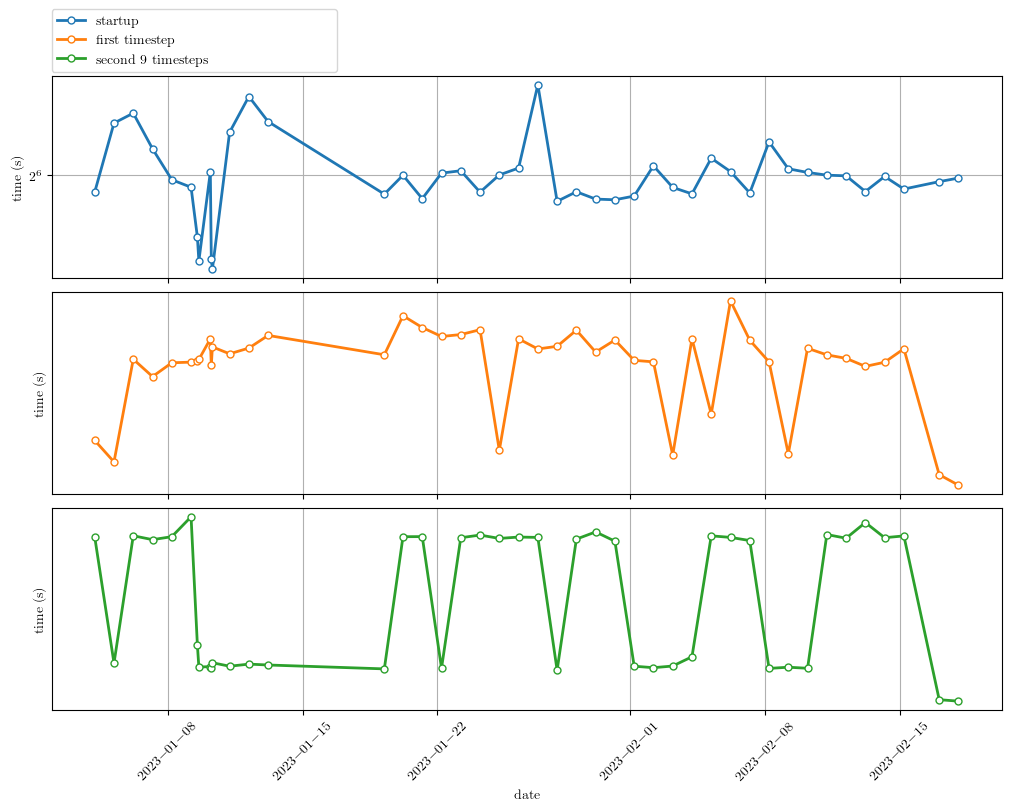 startup
first timestep
second 9 timesteps
time (s)
2⁶
time (s)
time (s)
2023−01−08
2023−01−15
2023−01−22
2023−02−01
2023−02−08
2023−02−15
date